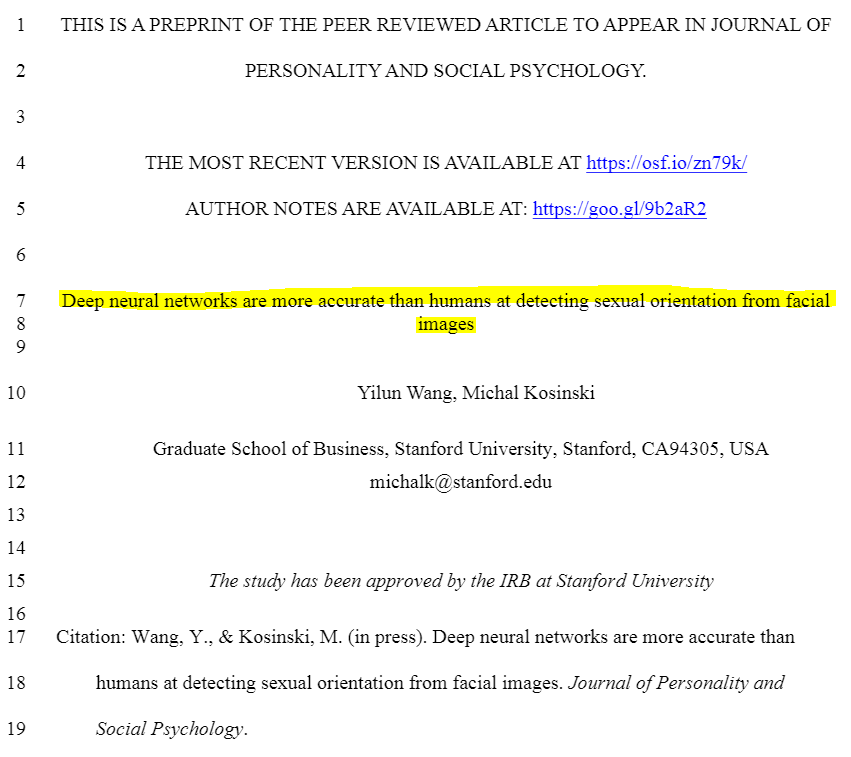 1 THIS IS A PREPRINT OF THE PEER REVIEWED ARTICLE TO APPEAR IN JOURNAL OF
2 PERSONALITY AND SOCIAL PSYCHOLOGY.
3
4 THE MOST RECENT VERSION IS AVAILABLE AT https://osf.io/zn79k/
5 AUTHOR NOTES ARE AVAILABLE AT: https://goo.gl/9b2aR2
6
7 Deep neural networks are more accurate than humans at detecting sexual orientation from facial
8 images
9
10 Yilun Wang, Michal Kosinski
11 Graduate School of Business, Stanford University, Stanford, CA94305, USA
12 michalk@stanford.edu
13
14
15 The study has been approved by the IRB at Stanford University
16
17 Citation: Wang, Y., & Kosinski, M. (in press). Deep neural networks are more accurate than
18 humans at detecting sexual orientation from facial images. Journal of Personality and
19 Social Psychology.